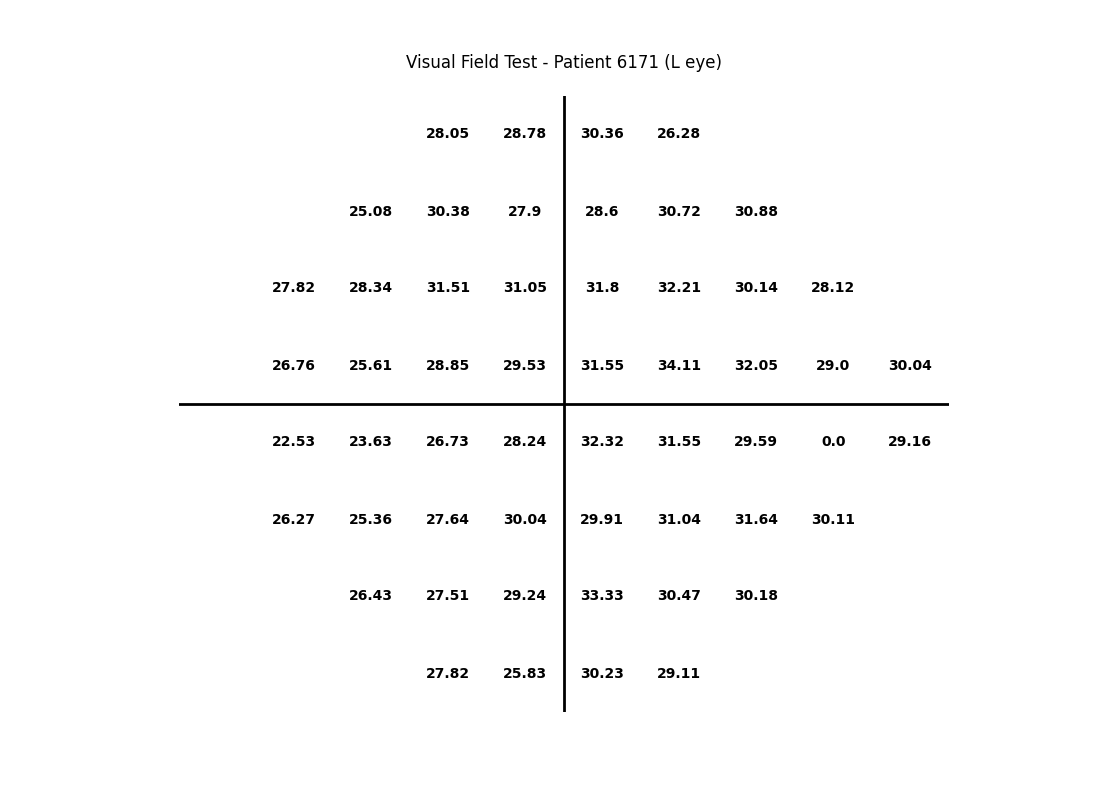 Visual Field Test - Patient 6171 (L eye)
28.05 28.78 30.36 26.28
25.08 30.38 27.9 28.6 30.72 30.88
27.82 28.34 31.51 31.05 31.8 32.21 30.14 28.12
26.76 25.61 28.85 29.53 31.55 34.11 32.05 29.0 30.04
22.53 23.63 26.73 28.24 32.32 31.55 29.59 0.0 29.16
26.27 25.36 27.64 30.04 29.91 31.04 31.64 30.11
26.43 27.51 29.24 33.33 30.47 30.18
27.82 25.83 30.23 29.11